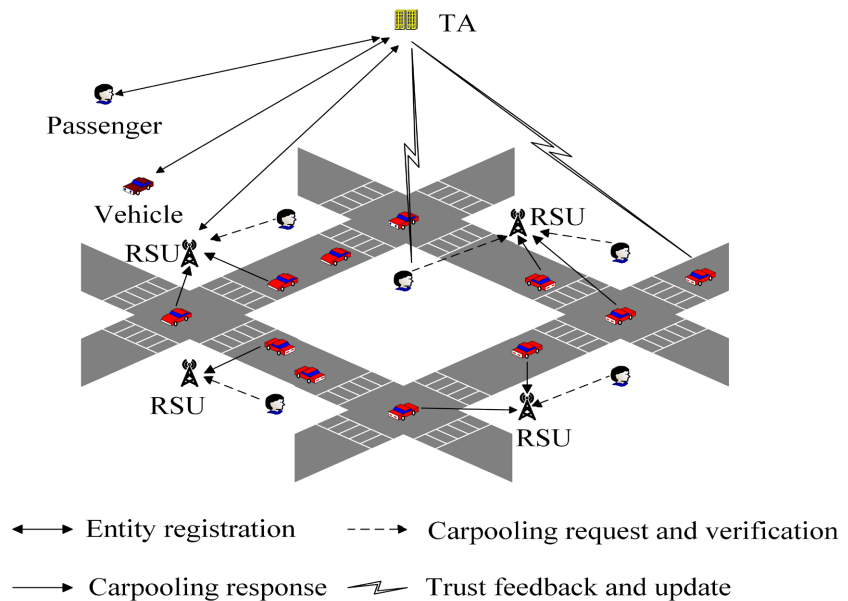 TA
Passenger
Vehicle
RSU
RSU
RSU
RSU
Entity registration
Carpooling request and verification
Carpooling response
Trust feedback and update